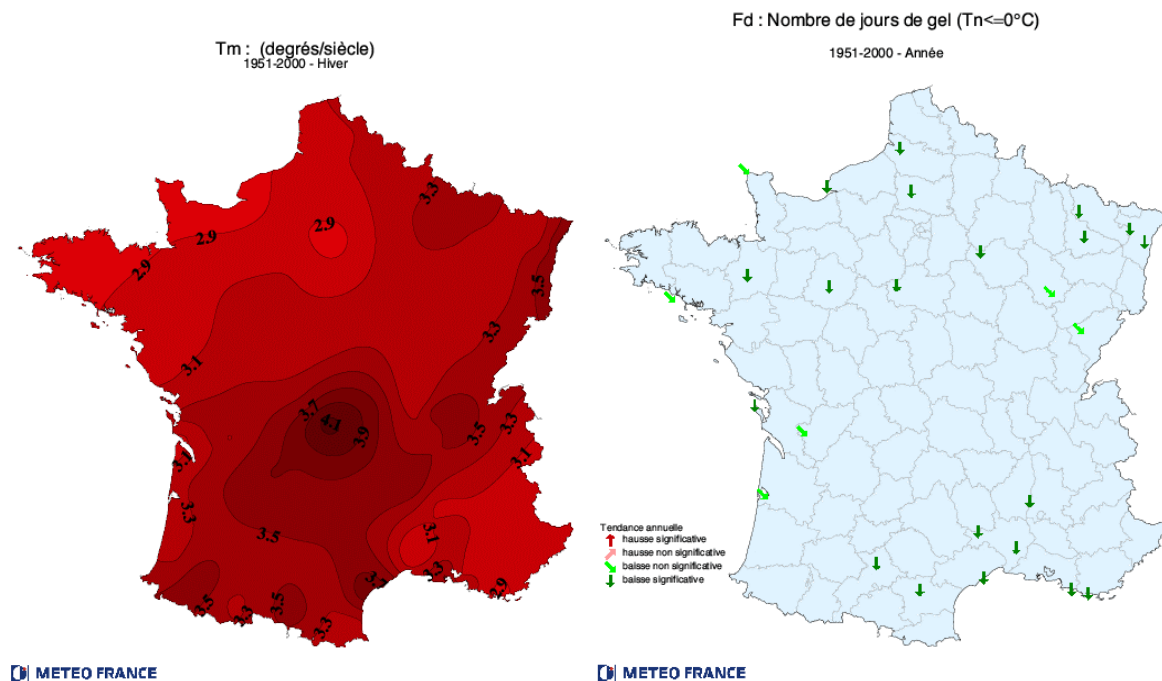 Tm : (degrés/siècle)
1951-2000 - Hiver
3.3
2.9
2.9
2.9
3.5
3.3
3.1
3.7
4.1
3.9
3.5
3.3
3.1
3.1
3.3
3.5
3.1
3.3
2.9
3.5
3.3
3.5
3.3
METEO FRANCE
Fd : Nombre de jours de gel (Tn<=0°C)
1951-2000 - Année
Tendance annuelle
hausse significative
hausse non significative
baisse non significative
baisse significative
METEO FRANCE